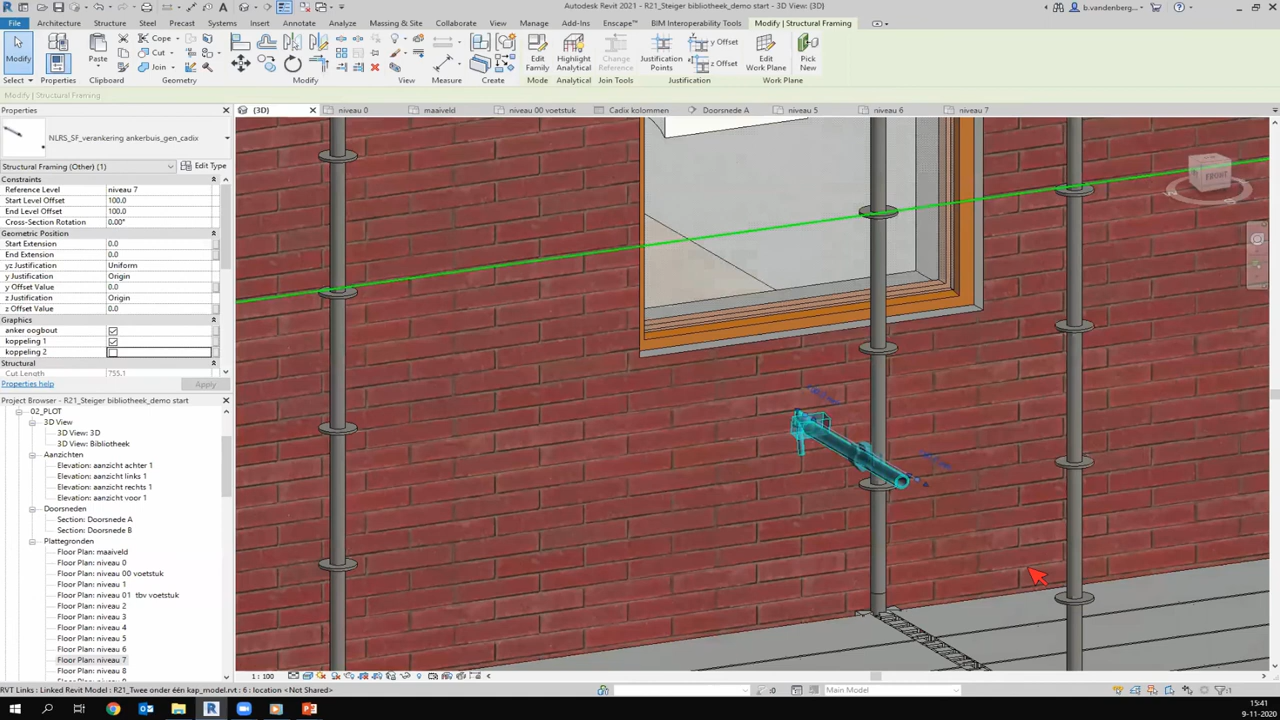 Autodesk Revit 2021 - R21_Steiger bibliotheek_demo start - 3D View: {3D}
b.vandenberg...
File Architecture Structure Steel Precast Systems Insert Annotate Analyze Massing & Site Collaborate View Manage Add-Ins Enscape™ BIM Interoperability Tools Modify | Structural Framing
Modify Properties Paste Cope Cut Join Edit Family Highlight Analytical Change Reference Justification Points y Offset z Offset Edit Work Plane Pick New
Select Properties Clipboard Geometry Modify View Measure Create Mode Analytical Join Tools Justification Work Plane
Modify | Structural Framing
Properties
{3D} niveau 0 maaiveld niveau 00 voetstuk Cadix kolommen Doorsnede A niveau 5 niveau 6 niveau 7
NLRS_SF_verankering ankerbuis_gen_cadix
Structural Framing (Other) (1) Edit Type
Constraints
Reference Level niveau 7
Start Level Offset 100.0
End Level Offset 100.0
Cross-Section Rotation 0.00°
Geometric Position
Start Extension 0.0
End Extension 0.0
yz Justification Uniform
y Justification Origin
y Offset Value 0.0
z Justification Origin
z Offset Value 0.0
Graphics
anker oogbout
koppeling 1
koppeling 2
Structural
Cut Length 755.1
Properties help Apply
Project Browser - R21_Steiger bibliotheek_demo start
02_PLOT
3D View
3D View: 3D
3D View: Bibliotheek
Aanzichten
Elevation: aanzicht achter 1
Elevation: aanzicht links 1
Elevation: aanzicht rechts 1
Elevation: aanzicht voor 1
Doorsneden
Section: Doorsnede A
Section: Doorsnede B
Plattegronden
Floor Plan: maaiveld
Floor Plan: niveau 0
Floor Plan: niveau 00 voetstuk
Floor Plan: niveau 1
Floor Plan: niveau 01 tbv voetstuk
Floor Plan: niveau 2
Floor Plan: niveau 3
Floor Plan: niveau 4
Floor Plan: niveau 5
Floor Plan: niveau 6
Floor Plan: niveau 7
Floor Plan: niveau 8
FRONT
1 : 100
RVT Links : Linked Revit Model : R21_Twee onder één kap_model.rvt : 6 : location <Not Shared>
:0 Main Model :1
15:41
9-11-2020